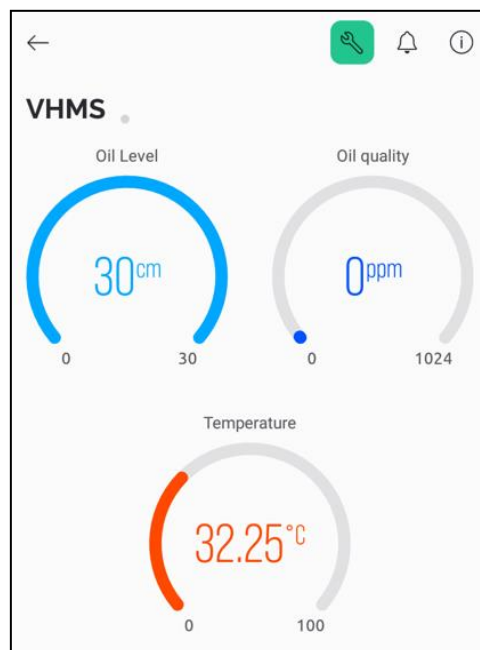 VHMS
Oil Level
Oil quality
30cm
0ppm
0 30
0 1024
Temperature
32.25°C
0 100